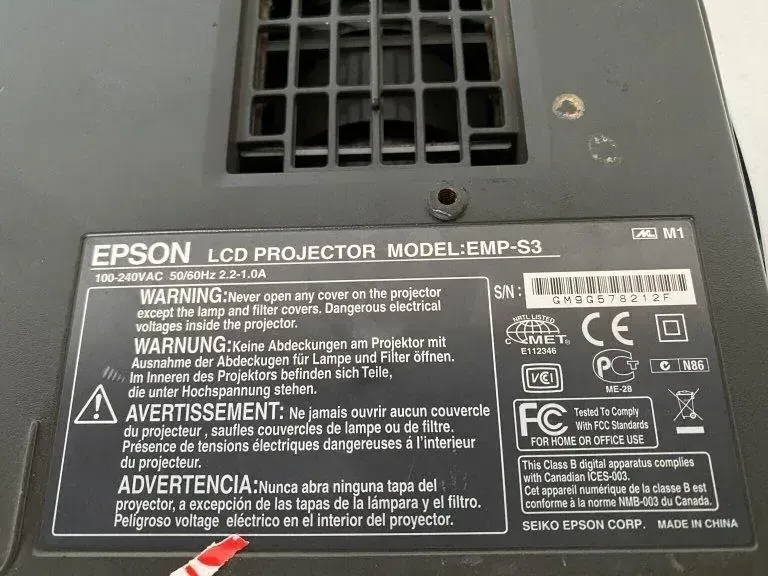 EPSON LCD PROJECTOR MODEL:EMP-S3
M1
100-240VAC 50/60Hz 2.2-1.0A
WARNING:Never open any cover on the projector
except the lamp and filter covers. Dangerous electrical
voltages inside the projector.
WARNUNG:Keine Abdeckungen am Projektor mit
Ausnahme der Abdeckungen für Lampe und Filter öffnen.
Im Inneren des Projektors befinden sich Teile,
die unter Hochspannung stehen.
AVERTISSEMENT: Ne jamais ouvrir aucun couvercle
du projecteur , saufles couvercles de lampe ou de filtre.
Présence de tensions électriques dangereuses á l'interieur
du projecteur.
ADVERTENCIA:Nunca abra ninguna tapa del
proyector, a excepción de las tapas de la lámpara y el filtro.
Peligroso voltage eléctrico en el interior del proyector.
S/N :
GM9G578212F
NRTL LISTED
C MET
E112346
CE
VCI
PCT
ME-28
C N86
FC Tested To Comply
With FCC Standards
FOR HOME OR OFFICE USE
This Class B digital apparatus complies
with Canadian ICES-003.
Cet appareil numérique de la classe B est
conforme à la norme NMB-003 du Canada.
SEIKO EPSON CORP. MADE IN CHINA